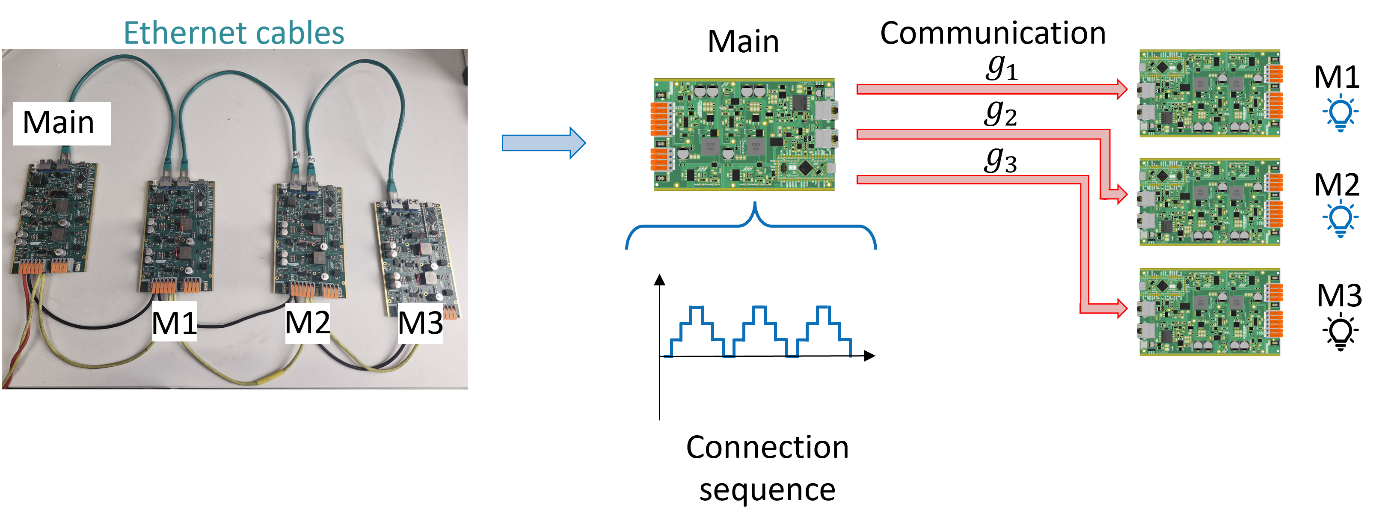 Ethernet cables
Main
M1
M2
M3
Main
Communication
g₁
g₂
g₃
M1
M2
M3
Connection
sequence